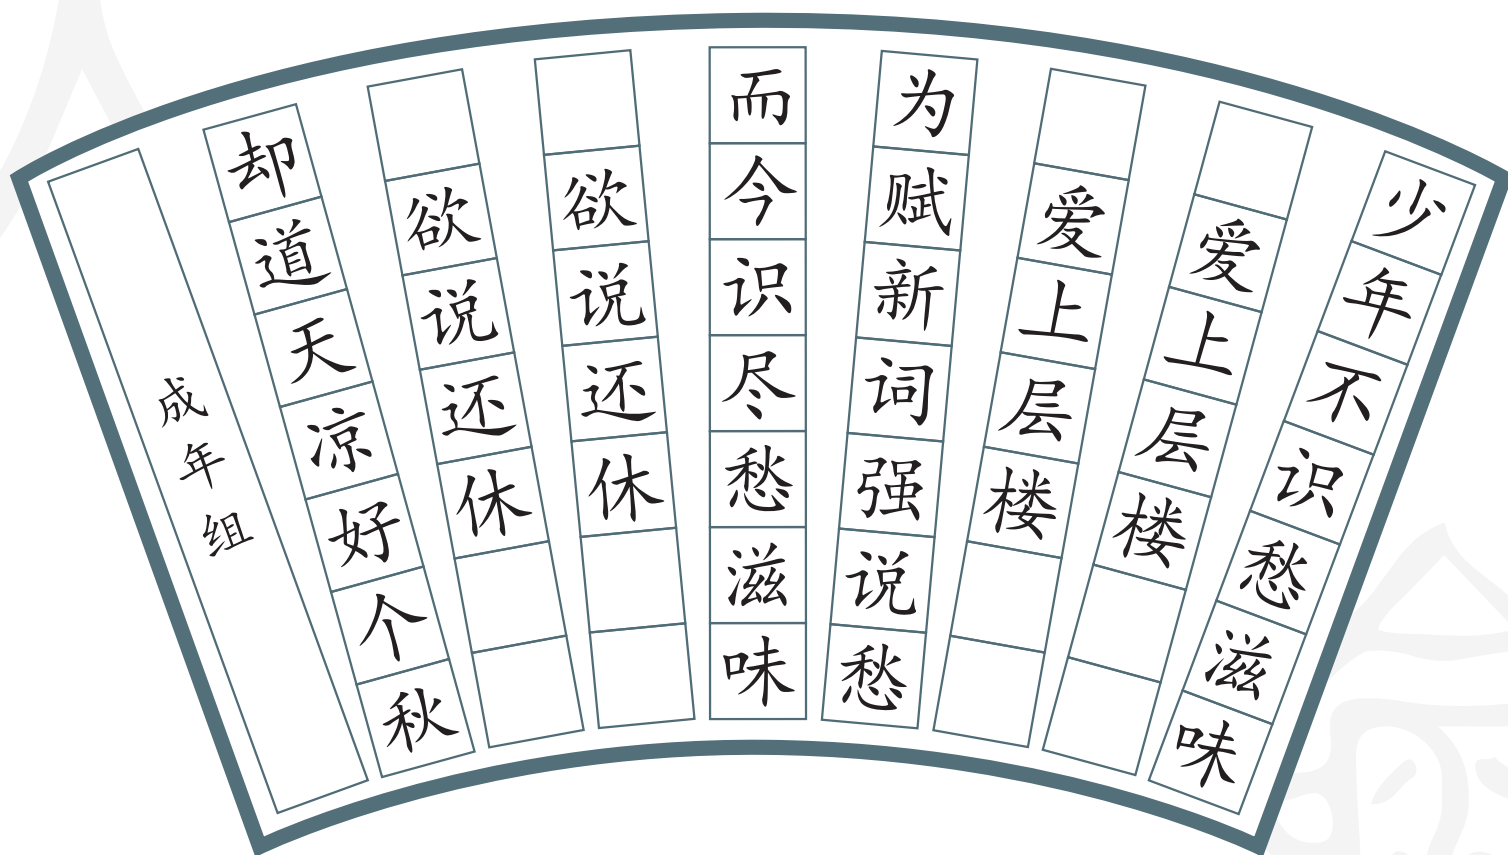 少年不识愁滋味
爱上层楼
爱上层楼
为赋新词强说愁
而今识尽愁滋味
欲说还休
欲说还休
却道天凉好个秋
成年组